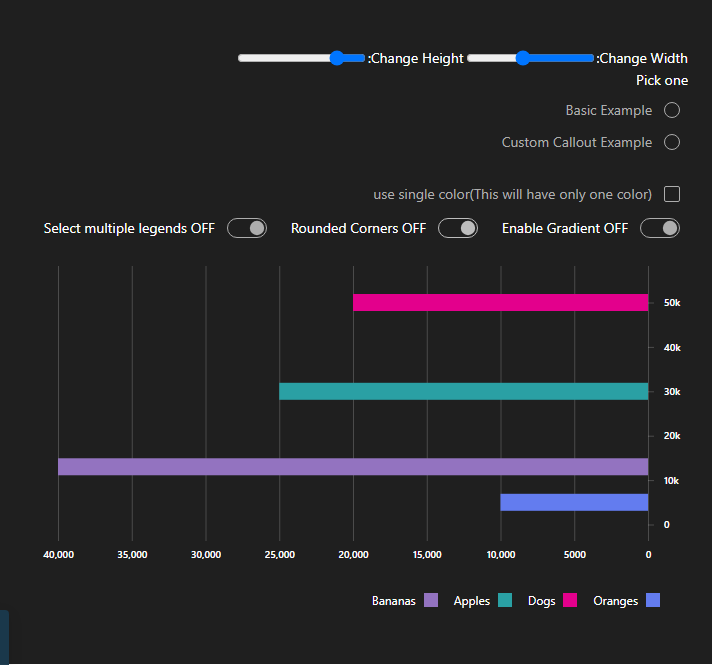 :Change Height :Change Width
Pick one
Basic Example
Custom Callout Example
use single color(This will have only one color)
Select multiple legends OFF Rounded Corners OFF Enable Gradient OFF
50k
40k
30k
20k
10k
0
40,000 35,000 30,000 25,000 20,000 15,000 10,000 5000 0
Bananas Apples Dogs Oranges